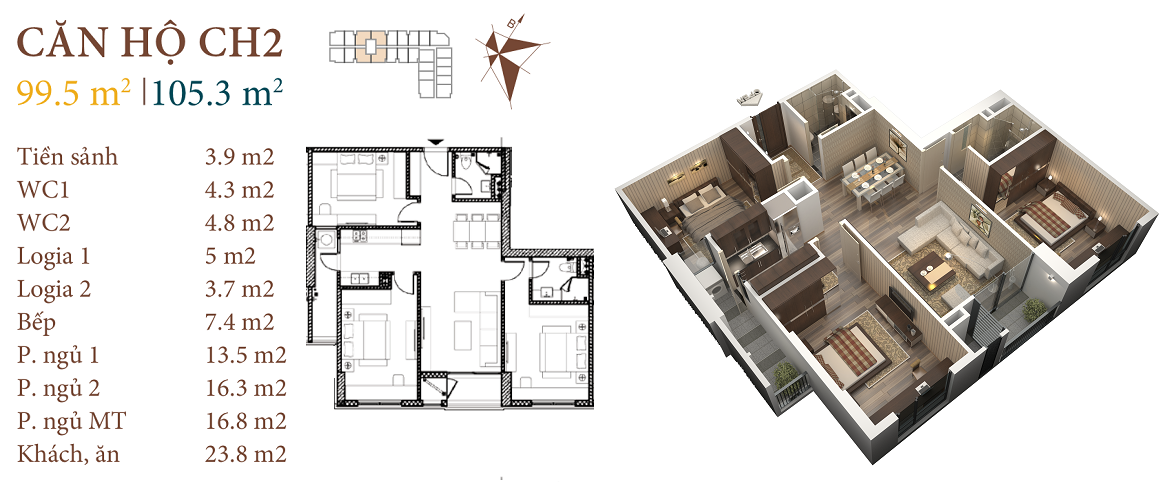 CĂN HỘ CH2
99.5 m² | 105.3 m²
B
Tiền sảnh 3.9 m2
WC1 4.3 m2
WC2 4.8 m2
Logia 1 5 m2
Logia 2 3.7 m2
Bếp 7.4 m2
P. ngủ 1 13.5 m2
P. ngủ 2 16.3 m2
P. ngủ MT 16.8 m2
Khách, ăn 23.8 m2